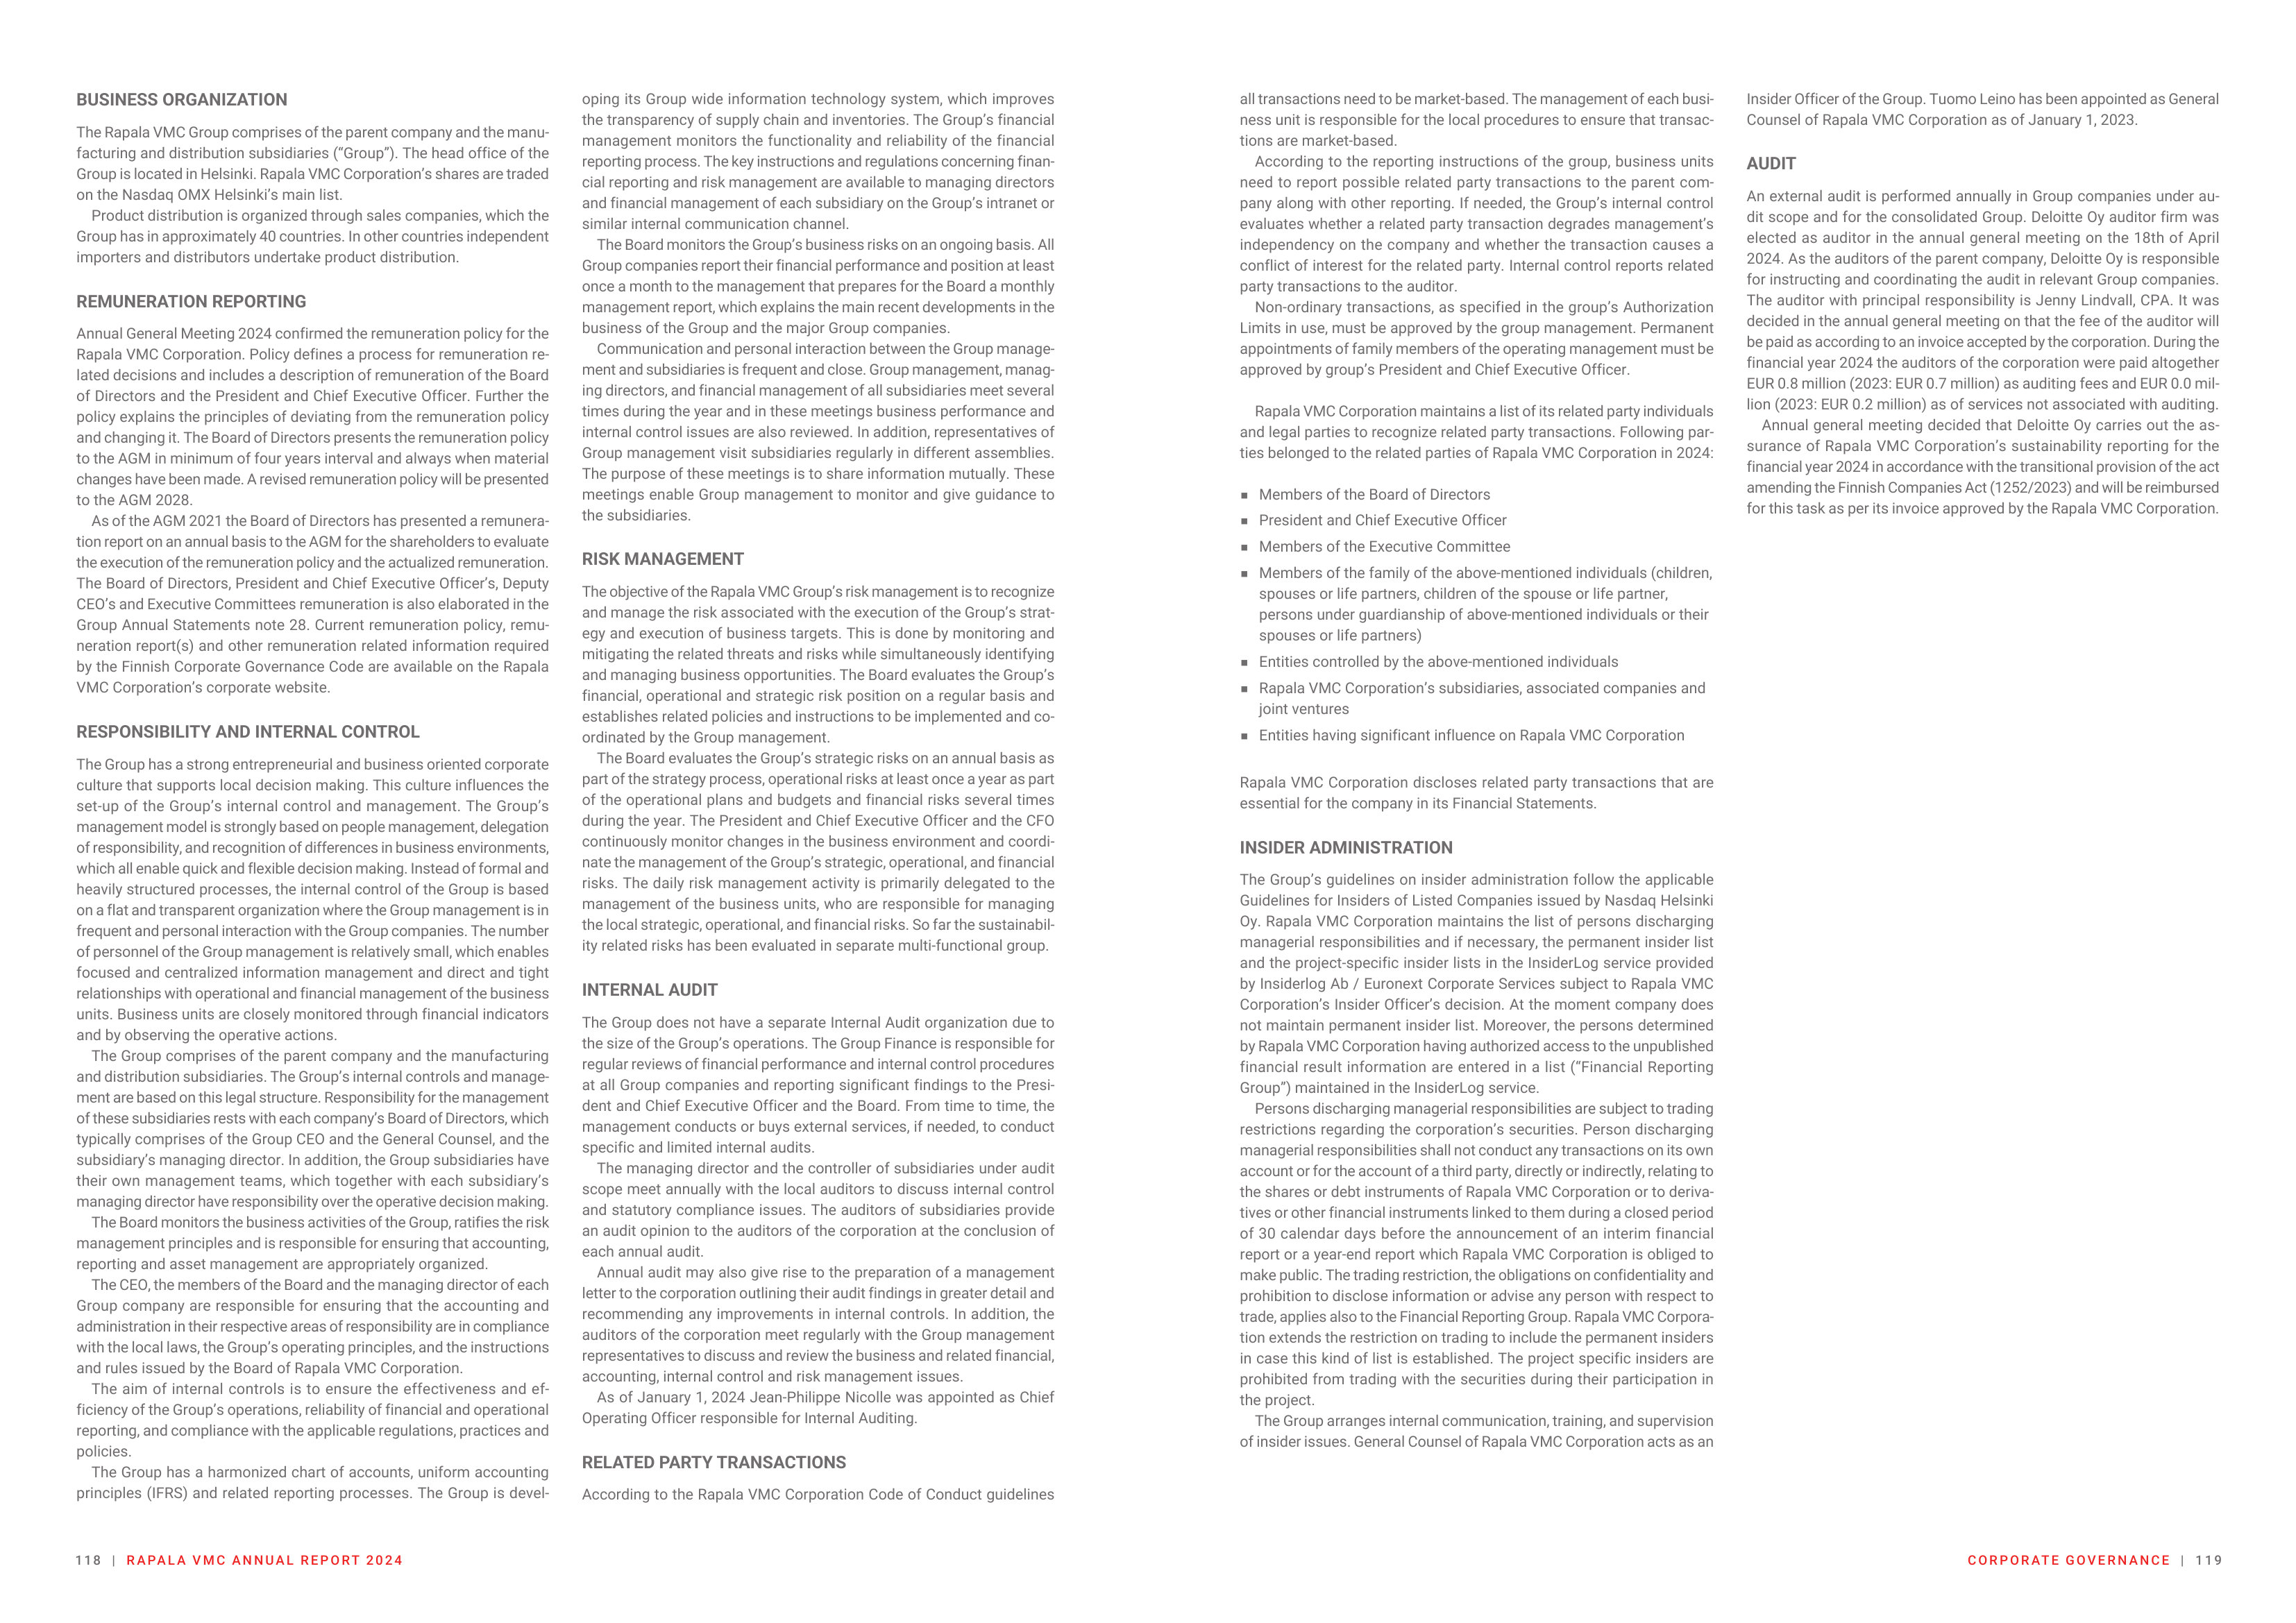 BUSINESS ORGANIZATION
The Rapala VMC Group comprises of the parent company and the manu-
facturing and distribution subsidiaries (“Group”). The head office of the
Group is located in Helsinki. Rapala VMC Corporation’s shares are traded
on the Nasdaq OMX Helsinki’s main list.
Product distribution is organized through sales companies, which the
Group has in approximately 40 countries. In other countries independent
importers and distributors undertake product distribution.
REMUNERATION REPORTING
Annual General Meeting 2024 confirmed the remuneration policy for the
Rapala VMC Corporation. Policy defines a process for remuneration re-
lated decisions and includes a description of remuneration of the Board
of Directors and the President and Chief Executive Officer. Further the
policy explains the principles of deviating from the remuneration policy
and changing it. The Board of Directors presents the remuneration policy
to the AGM in minimum of four years interval and always when material
changes have been made. A revised remuneration policy will be presented
to the AGM 2028.
As of the AGM 2021 the Board of Directors has presented a remunera-
tion report on an annual basis to the AGM for the shareholders to evaluate
the execution of the remuneration policy and the actualized remuneration.
The Board of Directors, President and Chief Executive Officer’s, Deputy
CEO’s and Executive Committees remuneration is also elaborated in the
Group Annual Statements note 28. Current remuneration policy, remu-
neration report(s) and other remuneration related information required
by the Finnish Corporate Governance Code are available on the Rapala
VMC Corporation’s corporate website.
RESPONSIBILITY AND INTERNAL CONTROL
The Group has a strong entrepreneurial and business oriented corporate
culture that supports local decision making. This culture influences the
set-up of the Group’s internal control and management. The Group’s
management model is strongly based on people management, delegation
of responsibility, and recognition of differences in business environments,
which all enable quick and flexible decision making. Instead of formal and
heavily structured processes, the internal control of the Group is based
on a flat and transparent organization where the Group management is in
frequent and personal interaction with the Group companies. The number
of personnel of the Group management is relatively small, which enables
focused and centralized information management and direct and tight
relationships with operational and financial management of the business
units. Business units are closely monitored through financial indicators
and by observing the operative actions.
The Group comprises of the parent company and the manufacturing
and distribution subsidiaries. The Group’s internal controls and manage-
ment are based on this legal structure. Responsibility for the management
of these subsidiaries rests with each company’s Board of Directors, which
typically comprises of the Group CEO and the General Counsel, and the
subsidiary’s managing director. In addition, the Group subsidiaries have
their own management teams, which together with each subsidiary’s
managing director have responsibility over the operative decision making.
The Board monitors the business activities of the Group, ratifies the risk
management principles and is responsible for ensuring that accounting,
reporting and asset management are appropriately organized.
The CEO, the members of the Board and the managing director of each
Group company are responsible for ensuring that the accounting and
administration in their respective areas of responsibility are in compliance
with the local laws, the Group’s operating principles, and the instructions
and rules issued by the Board of Rapala VMC Corporation.
The aim of internal controls is to ensure the effectiveness and ef-
ficiency of the Group’s operations, reliability of financial and operational
reporting, and compliance with the applicable regulations, practices and
policies.
The Group has a harmonized chart of accounts, uniform accounting
principles (IFRS) and related reporting processes. The Group is devel-
oping its Group wide information technology system, which improves
the transparency of supply chain and inventories. The Group’s financial
management monitors the functionality and reliability of the financial
reporting process. The key instructions and regulations concerning finan-
cial reporting and risk management are available to managing directors
and financial management of each subsidiary on the Group’s intranet or
similar internal communication channel.
The Board monitors the Group’s business risks on an ongoing basis. All
Group companies report their financial performance and position at least
once a month to the management that prepares for the Board a monthly
management report, which explains the main recent developments in the
business of the Group and the major Group companies.
Communication and personal interaction between the Group manage-
ment and subsidiaries is frequent and close. Group management, manag-
ing directors, and financial management of all subsidiaries meet several
times during the year and in these meetings business performance and
internal control issues are also reviewed. In addition, representatives of
Group management visit subsidiaries regularly in different assemblies.
The purpose of these meetings is to share information mutually. These
meetings enable Group management to monitor and give guidance to
the subsidiaries.
RISK MANAGEMENT
The objective of the Rapala VMC Group’s risk management is to recognize
and manage the risk associated with the execution of the Group’s strat-
egy and execution of business targets. This is done by monitoring and
mitigating the related threats and risks while simultaneously identifying
and managing business opportunities. The Board evaluates the Group’s
financial, operational and strategic risk position on a regular basis and
establishes related policies and instructions to be implemented and co-
ordinated by the Group management.
The Board evaluates the Group’s strategic risks on an annual basis as
part of the strategy process, operational risks at least once a year as part
of the operational plans and budgets and financial risks several times
during the year. The President and Chief Executive Officer and the CFO
continuously monitor changes in the business environment and coordi-
nate the management of the Group’s strategic, operational, and financial
risks. The daily risk management activity is primarily delegated to the
management of the business units, who are responsible for managing
the local strategic, operational, and financial risks. So far the sustainabil-
ity related risks has been evaluated in separate multi-functional group.
INTERNAL AUDIT
The Group does not have a separate Internal Audit organization due to
the size of the Group’s operations. The Group Finance is responsible for
regular reviews of financial performance and internal control procedures
at all Group companies and reporting significant findings to the Presi-
dent and Chief Executive Officer and the Board. From time to time, the
management conducts or buys external services, if needed, to conduct
specific and limited internal audits.
The managing director and the controller of subsidiaries under audit
scope meet annually with the local auditors to discuss internal control
and statutory compliance issues. The auditors of subsidiaries provide
an audit opinion to the auditors of the corporation at the conclusion of
each annual audit.
Annual audit may also give rise to the preparation of a management
letter to the corporation outlining their audit findings in greater detail and
recommending any improvements in internal controls. In addition, the
auditors of the corporation meet regularly with the Group management
representatives to discuss and review the business and related financial,
accounting, internal control and risk management issues.
As of January 1, 2024 Jean-Philippe Nicolle was appointed as Chief
Operating Officer responsible for Internal Auditing.
RELATED PARTY TRANSACTIONS
According to the Rapala VMC Corporation Code of Conduct guidelines
all transactions need to be market-based. The management of each busi-
ness unit is responsible for the local procedures to ensure that transac-
tions are market-based.
According to the reporting instructions of the group, business units
need to report possible related party transactions to the parent com-
pany along with other reporting. If needed, the Group’s internal control
evaluates whether a related party transaction degrades management’s
independency on the company and whether the transaction causes a
conflict of interest for the related party. Internal control reports related
party transactions to the auditor.
Non-ordinary transactions, as specified in the group’s Authorization
Limits in use, must be approved by the group management. Permanent
appointments of family members of the operating management must be
approved by group’s President and Chief Executive Officer.
Rapala VMC Corporation maintains a list of its related party individuals
and legal parties to recognize related party transactions. Following par-
ties belonged to the related parties of Rapala VMC Corporation in 2024:
▪ Members of the Board of Directors
▪ President and Chief Executive Officer
▪ Members of the Executive Committee
▪ Members of the family of the above-mentioned individuals (children,
spouses or life partners, children of the spouse or life partner,
persons under guardianship of above-mentioned individuals or their
spouses or life partners)
▪ Entities controlled by the above-mentioned individuals
▪ Rapala VMC Corporation’s subsidiaries, associated companies and
joint ventures
▪ Entities having significant influence on Rapala VMC Corporation
Rapala VMC Corporation discloses related party transactions that are
essential for the company in its Financial Statements.
INSIDER ADMINISTRATION
The Group’s guidelines on insider administration follow the applicable
Guidelines for Insiders of Listed Companies issued by Nasdaq Helsinki
Oy. Rapala VMC Corporation maintains the list of persons discharging
managerial responsibilities and if necessary, the permanent insider list
and the project-specific insider lists in the InsiderLog service provided
by Insiderlog Ab / Euronext Corporate Services subject to Rapala VMC
Corporation’s Insider Officer’s decision. At the moment company does
not maintain permanent insider list. Moreover, the persons determined
by Rapala VMC Corporation having authorized access to the unpublished
financial result information are entered in a list (“Financial Reporting
Group”) maintained in the InsiderLog service.
Persons discharging managerial responsibilities are subject to trading
restrictions regarding the corporation’s securities. Person discharging
managerial responsibilities shall not conduct any transactions on its own
account or for the account of a third party, directly or indirectly, relating to
the shares or debt instruments of Rapala VMC Corporation or to deriva-
tives or other financial instruments linked to them during a closed period
of 30 calendar days before the announcement of an interim financial
report or a year-end report which Rapala VMC Corporation is obliged to
make public. The trading restriction, the obligations on confidentiality and
prohibition to disclose information or advise any person with respect to
trade, applies also to the Financial Reporting Group. Rapala VMC Corpora-
tion extends the restriction on trading to include the permanent insiders
in case this kind of list is established. The project specific insiders are
prohibited from trading with the securities during their participation in
the project.
The Group arranges internal communication, training, and supervision
of insider issues. General Counsel of Rapala VMC Corporation acts as an
Insider Officer of the Group. Tuomo Leino has been appointed as General
Counsel of Rapala VMC Corporation as of January 1, 2023.
AUDIT
An external audit is performed annually in Group companies under au-
dit scope and for the consolidated Group. Deloitte Oy auditor firm was
elected as auditor in the annual general meeting on the 18th of April
2024. As the auditors of the parent company, Deloitte Oy is responsible
for instructing and coordinating the audit in relevant Group companies.
The auditor with principal responsibility is Jenny Lindvall, CPA. It was
decided in the annual general meeting on that the fee of the auditor will
be paid as according to an invoice accepted by the corporation. During the
financial year 2024 the auditors of the corporation were paid altogether
EUR 0.8 million (2023: EUR 0.7 million) as auditing fees and EUR 0.0 mil-
lion (2023: EUR 0.2 million) as of services not associated with auditing.
Annual general meeting decided that Deloitte Oy carries out the as-
surance of Rapala VMC Corporation’s sustainability reporting for the
financial year 2024 in accordance with the transitional provision of the act
amending the Finnish Companies Act (1252/2023) and will be reimbursed
for this task as per its invoice approved by the Rapala VMC Corporation.
118 | RAPALA VMC ANNUAL REPORT 2024
CORPORATE GOVERNANCE | 119